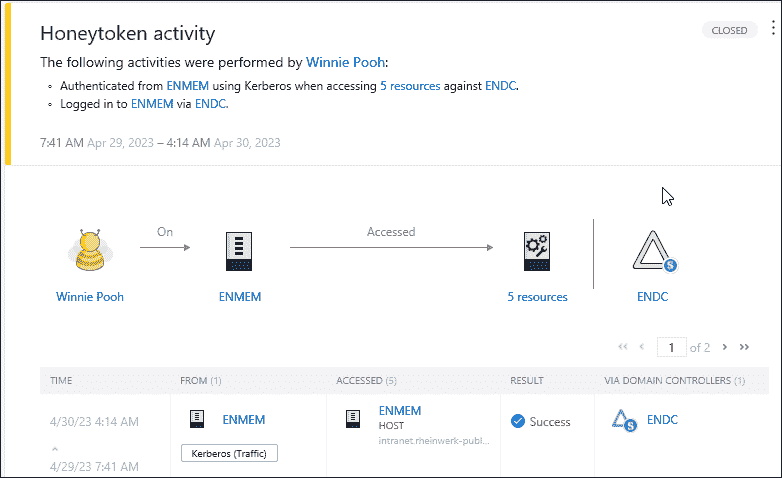 Honeytoken activity
CLOSED
The following activities were performed by Winnie Pooh:
Authenticated from ENMEM using Kerberos when accessing 5 resources against ENDC.
Logged in to ENMEM via ENDC.
7:41 AM Apr 29, 2023 – 4:14 AM Apr 30, 2023
On
Accessed
Winnie Pooh
ENMEM
5 resources
ENDC
1 of 2
TIME FROM (1) ACCESSED (5) RESULT VIA DOMAIN CONTROLLERS (1)
4/30/23 4:14 AM
ENMEM
ENMEM
HOST
intranet.rheinwerk-publ...
Success
ENDC
Kerberos (Traffic)
4/29/23 7:41 AM